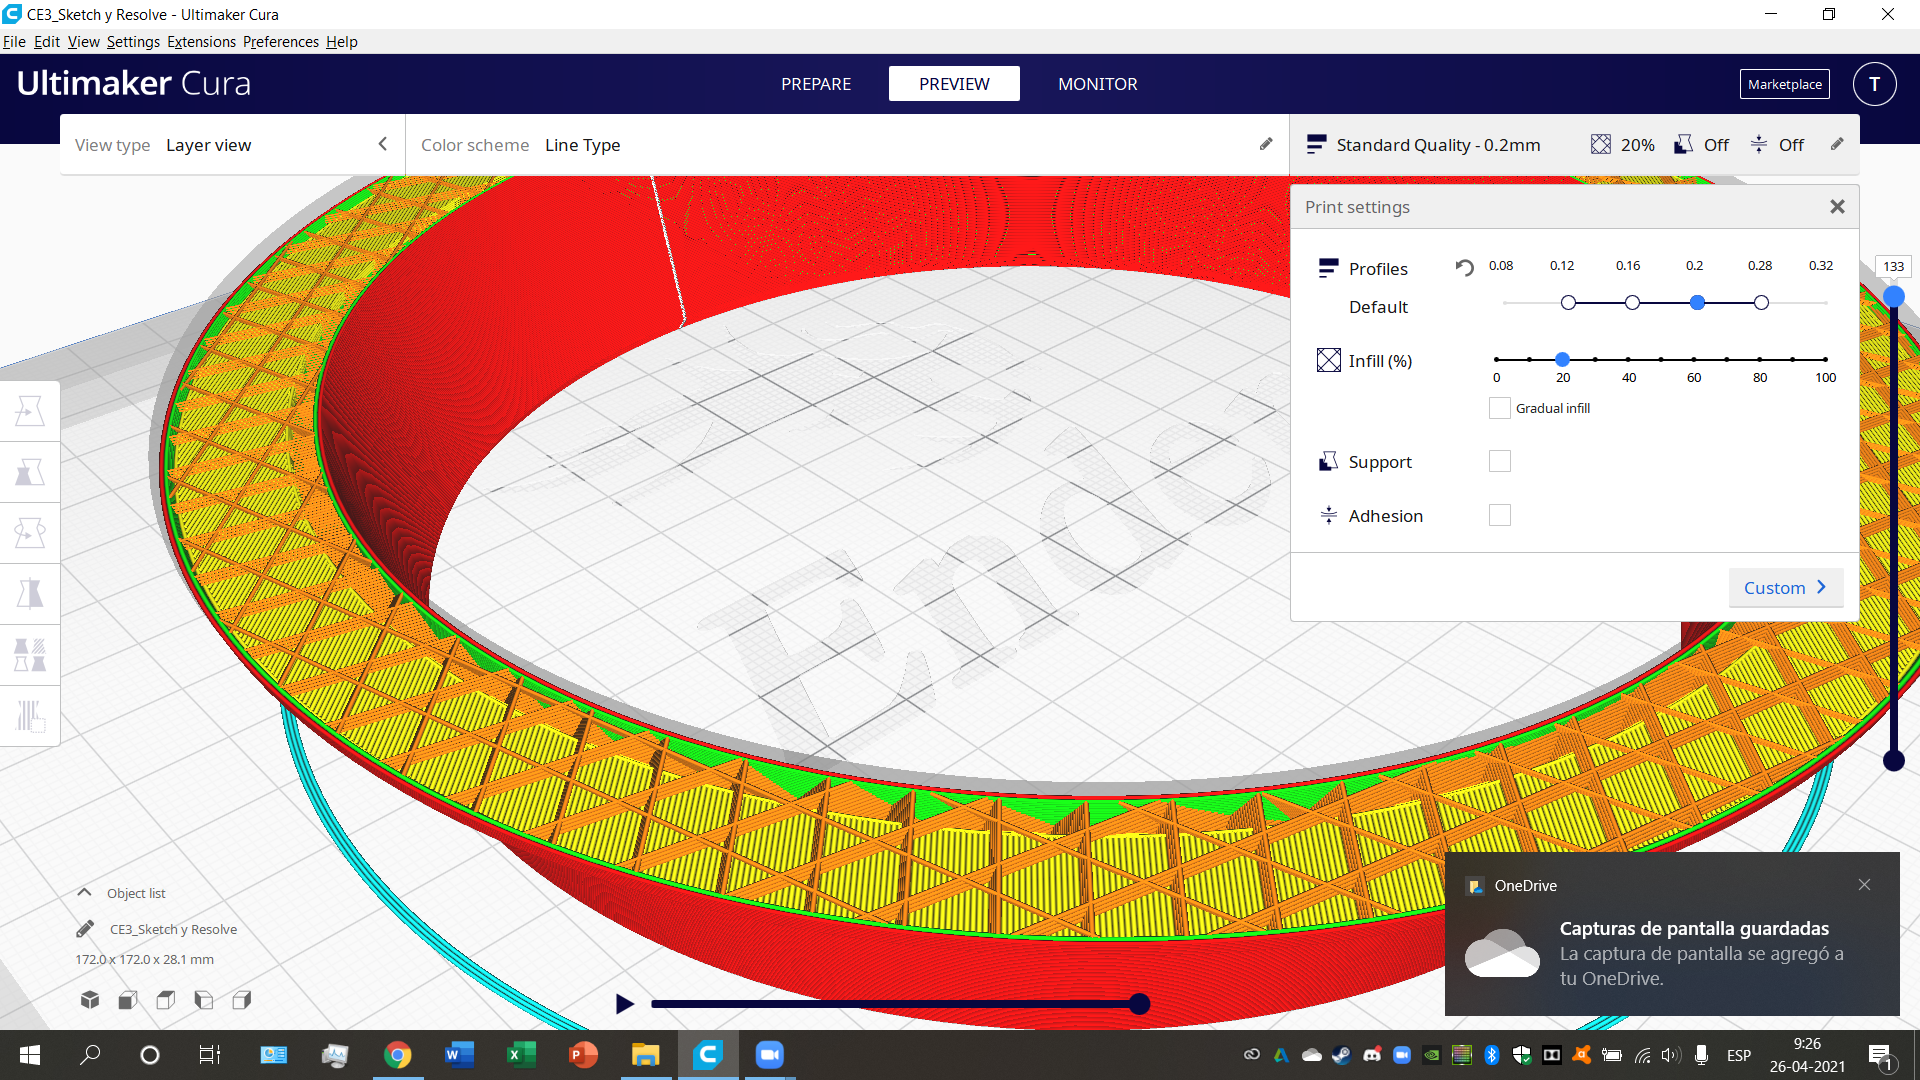 CE3_Sketch y Resolve - Ultimaker Cura
File Edit View Settings Extensions Preferences Help
Ultimaker Cura
PREPARE
PREVIEW
MONITOR
Marketplace
T
View type Layer view
Color scheme Line Type
Standard Quality - 0.2mm
20%
Off
Off
Print settings
Profiles
0.08 0.12 0.16 0.2 0.28 0.32
Default
Infill (%)
0 20 40 60 80 100
Gradual infill
Support
Adhesion
Custom
133
Ender
Object list
CE3_Sketch y Resolve
172.0 x 172.0 x 28.1 mm
OneDrive
Capturas de pantalla guardadas
La captura de pantalla se agregó a
tu OneDrive.
ESP
9:26
26-04-2021
1